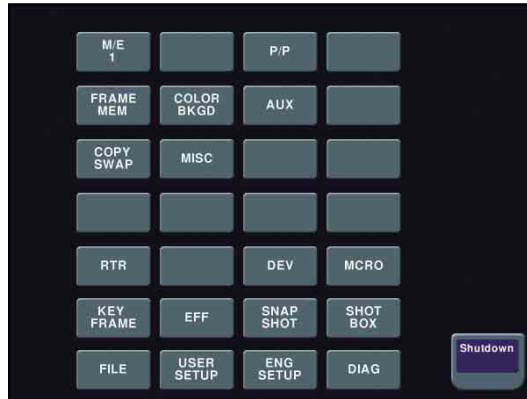 M/E
1
P/P
FRAME
MEM
COLOR
BKGD
AUX
COPY
SWAP
MISC
RTR
DEV
MCRO
KEY
FRAME
EFF
SNAP
SHOT
SHOT
BOX
FILE
USER
SETUP
ENG
SETUP
DIAG
Shutdown